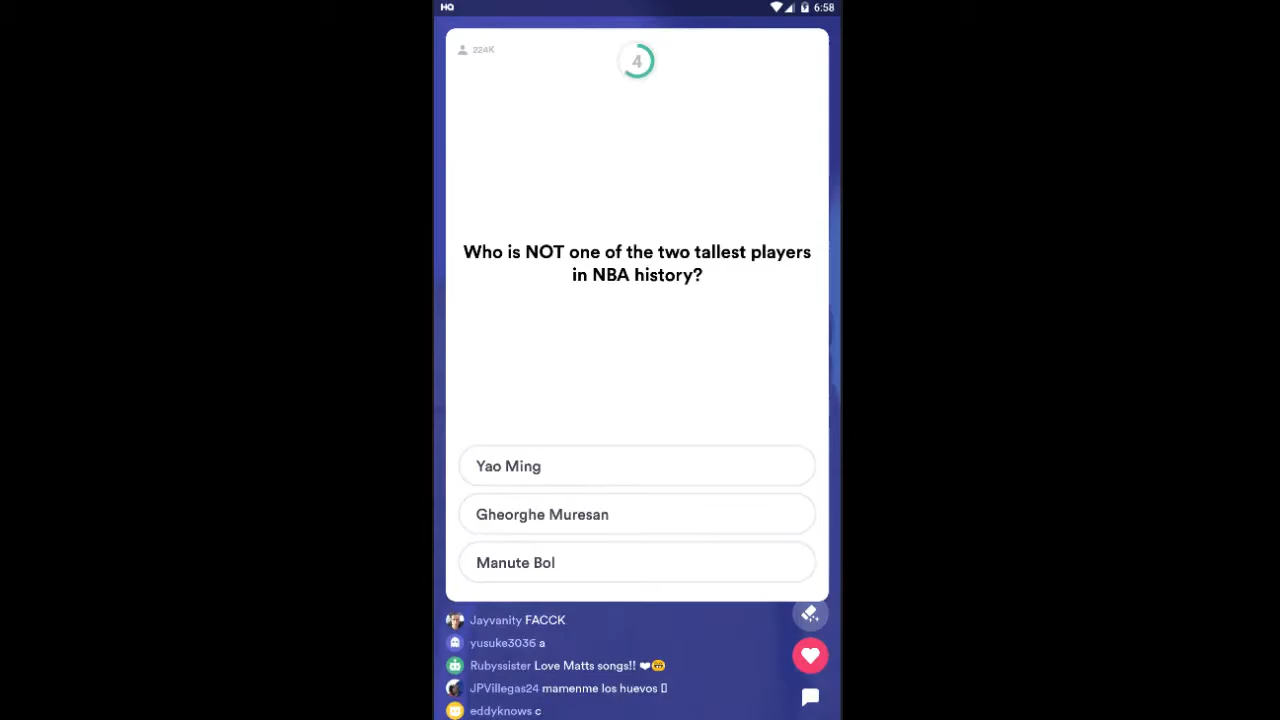 HQ
6:58
224K
4
Who is NOT one of the two tallest players
in NBA history?
Yao Ming
Gheorghe Muresan
Manute Bol
Jayvanity FACCK
yusuke3036 a
Rubyssister Love Matts songs!! ❤️🤓
JPVillegas24 mamenme los huevos
eddyknows c